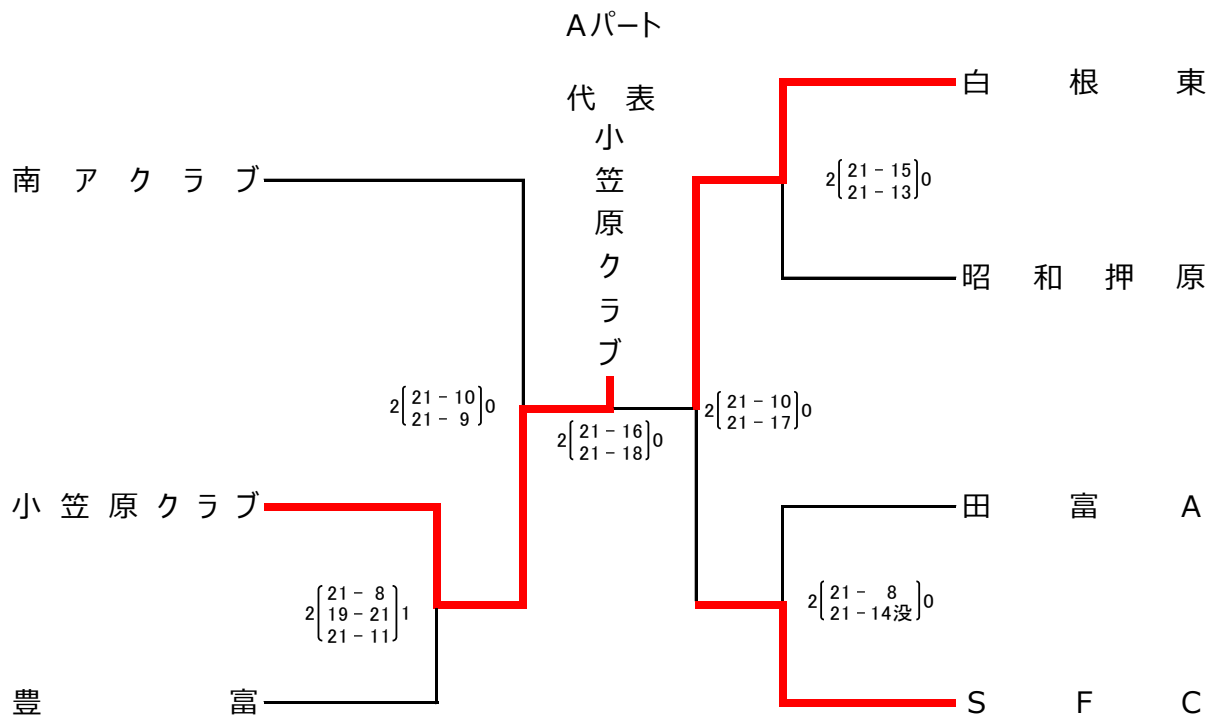 Aパート
代表
小笠原クラブ
南アクラブ
小笠原クラブ
豊富
白根東
昭和押原
田富A
SFC
2 21 - 10 0
21 - 9
2 21 - 8 1
19 - 21
21 - 11
2 21 - 16 0
21 - 18
2 21 - 15 0
21 - 13
2 21 - 10 0
21 - 17
2 21 - 8 0
21 - 14没